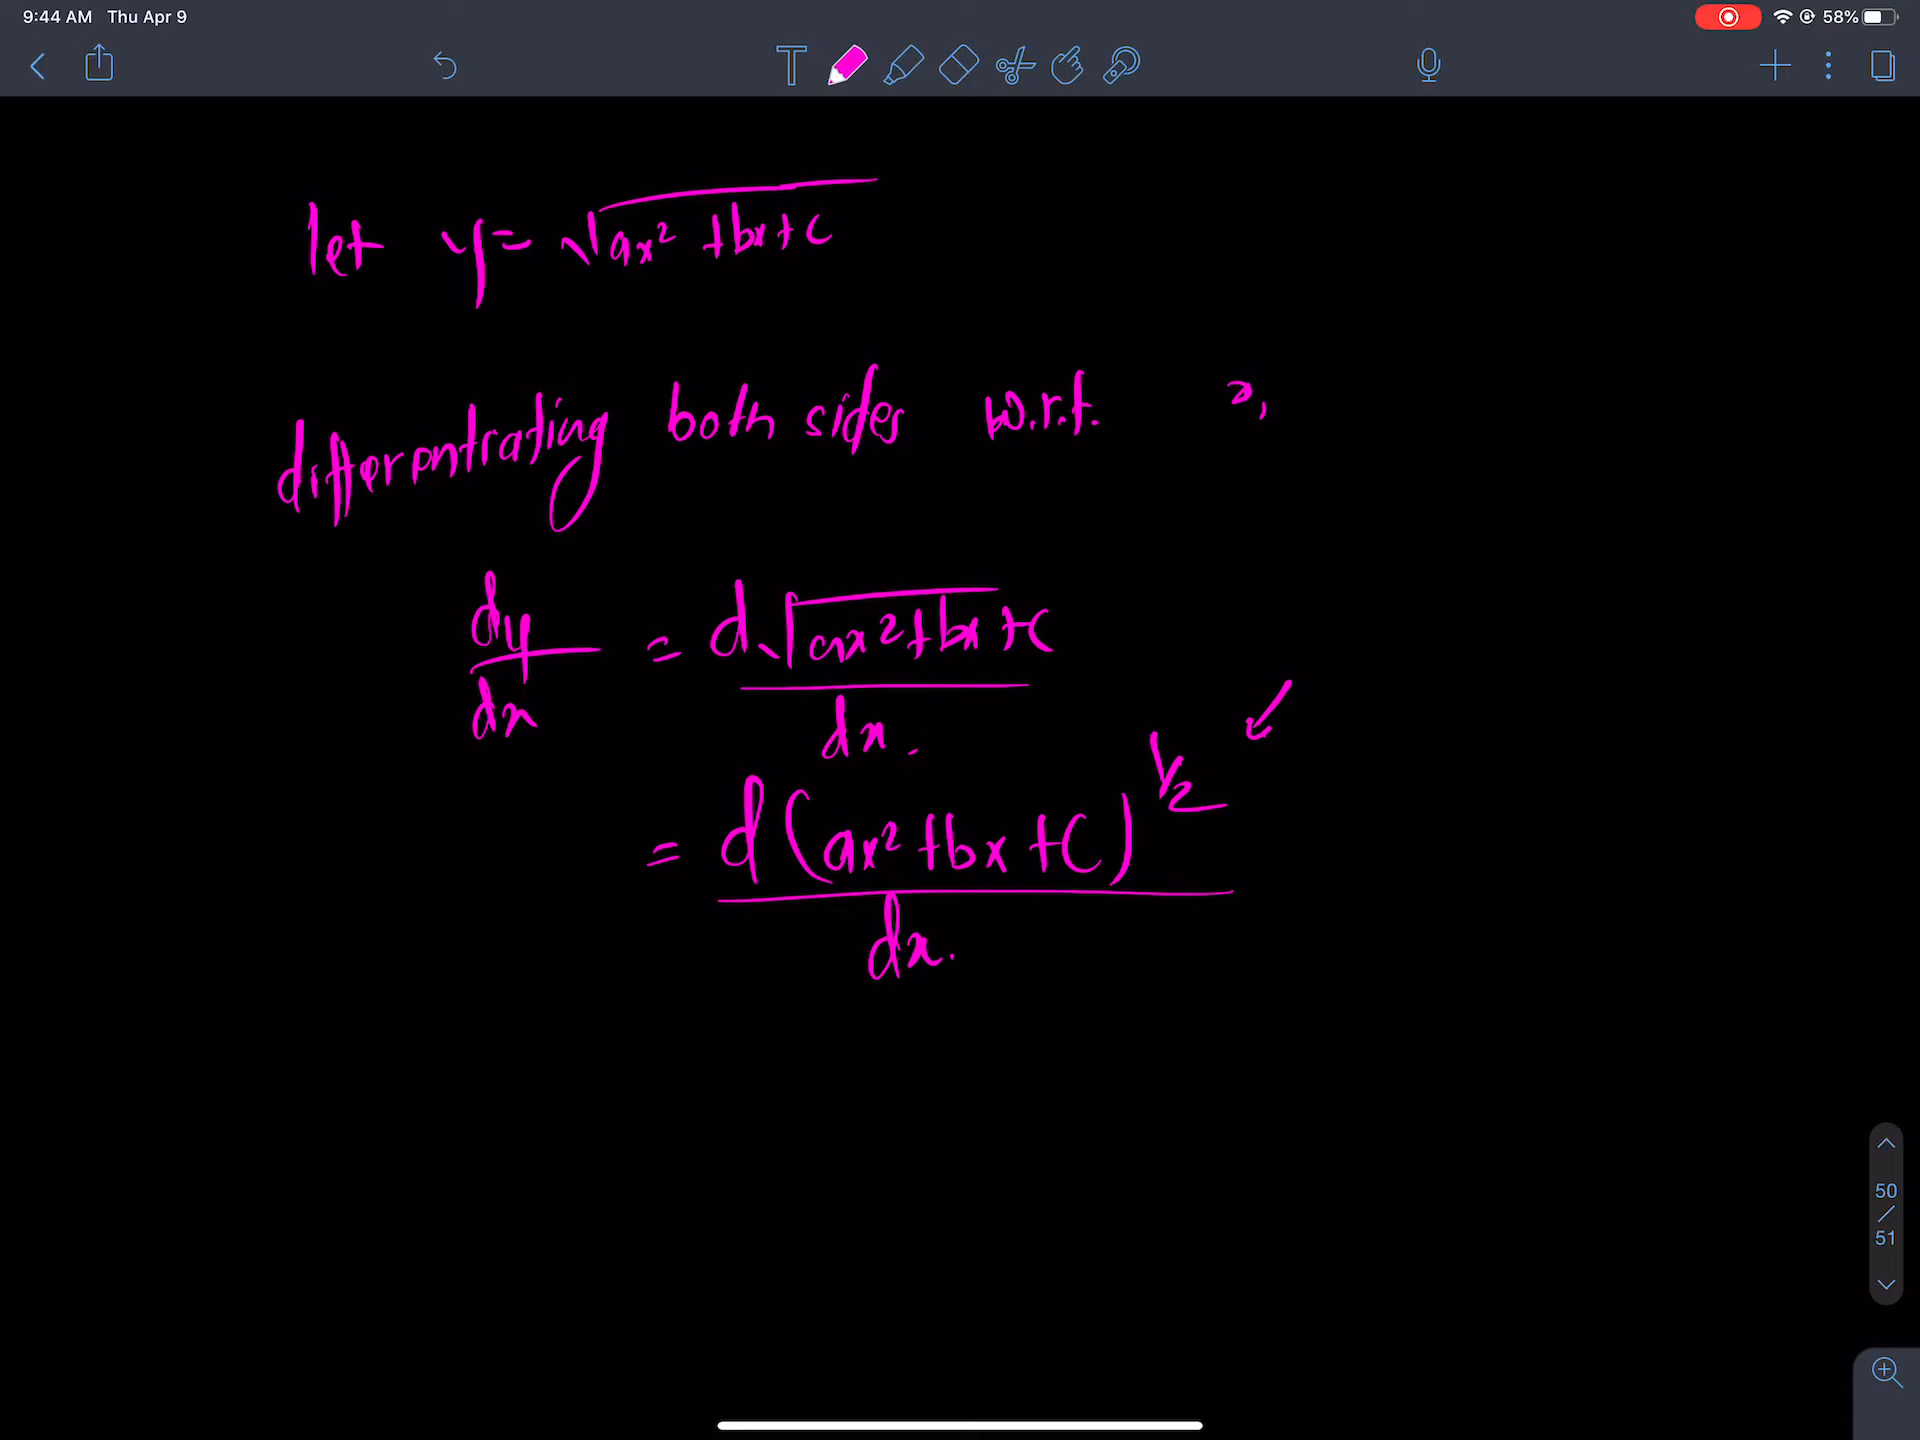 9:44 AM Thu Apr 9
58%
let y = √ax² + bx + c
differentiating both sides w.r.t. x,
dy/dx = d√ax² + bx + c/dx.
= d(ax² + bx + c)^1/2/dx.
50
/
51